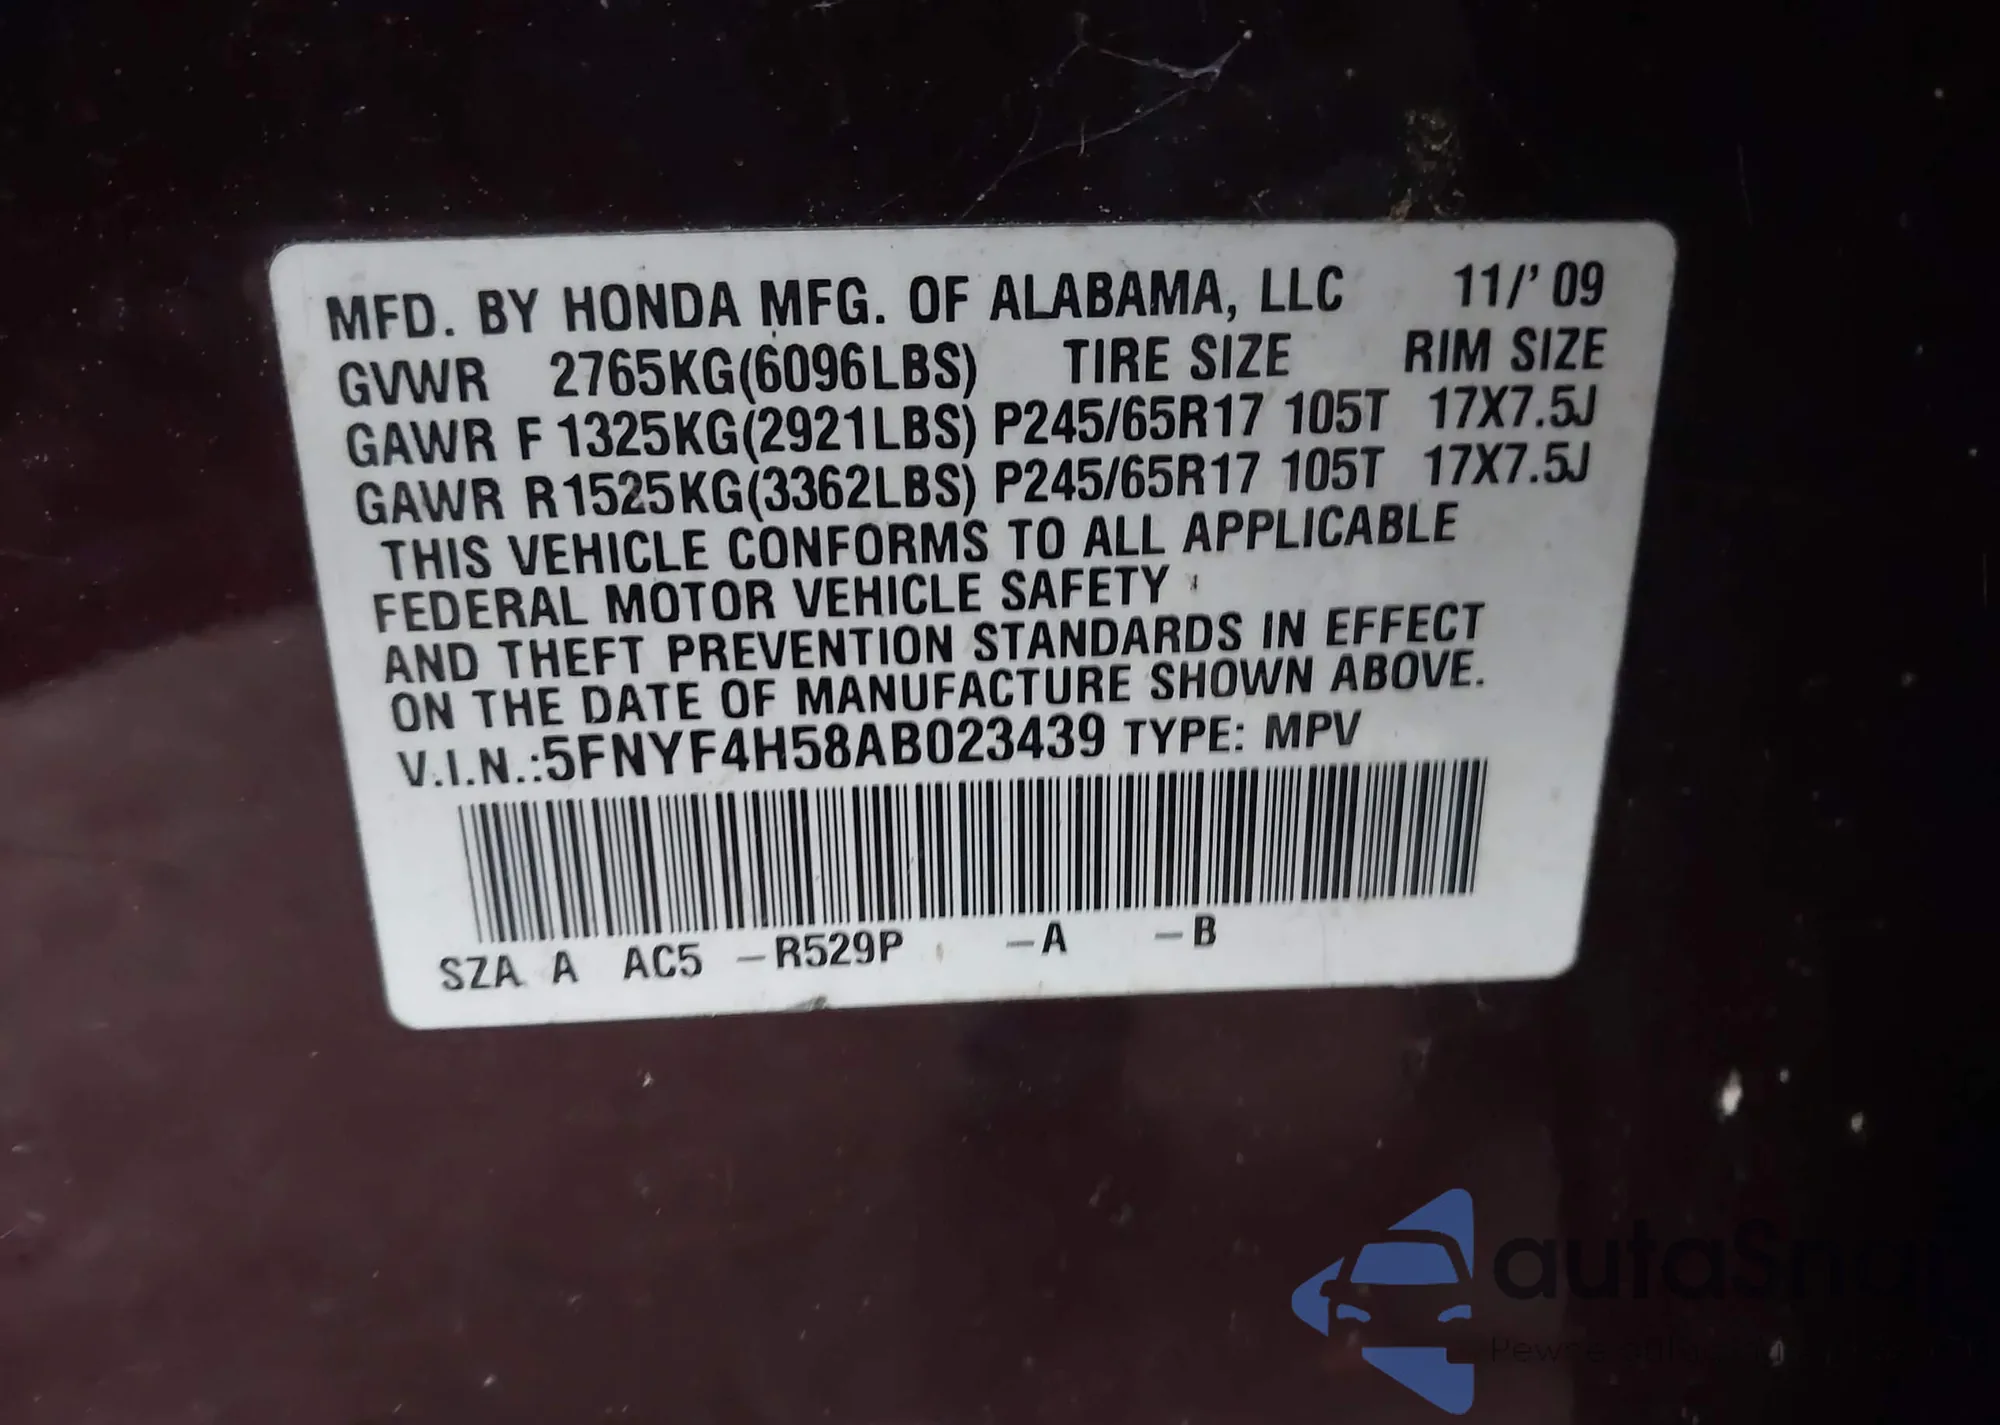 MFD. BY HONDA MFG. OF ALABAMA, LLC 11/'09
GVWR 2765KG(6096LBS) TIRE SIZE RIM SIZE
GAWR F 1325KG(2921LBS) P245/65R17 105T 17X7.5J
GAWR R1525KG(3362LBS) P245/65R17 105T 17X7.5J
THIS VEHICLE CONFORMS TO ALL APPLICABLE
FEDERAL MOTOR VEHICLE SAFETY
AND THEFT PREVENTION STANDARDS IN EFFECT
ON THE DATE OF MANUFACTURE SHOWN ABOVE.
V.I.N.:5FNYF4H58AB023439 TYPE: MPV
SZA A AC5 -R529P -A -B